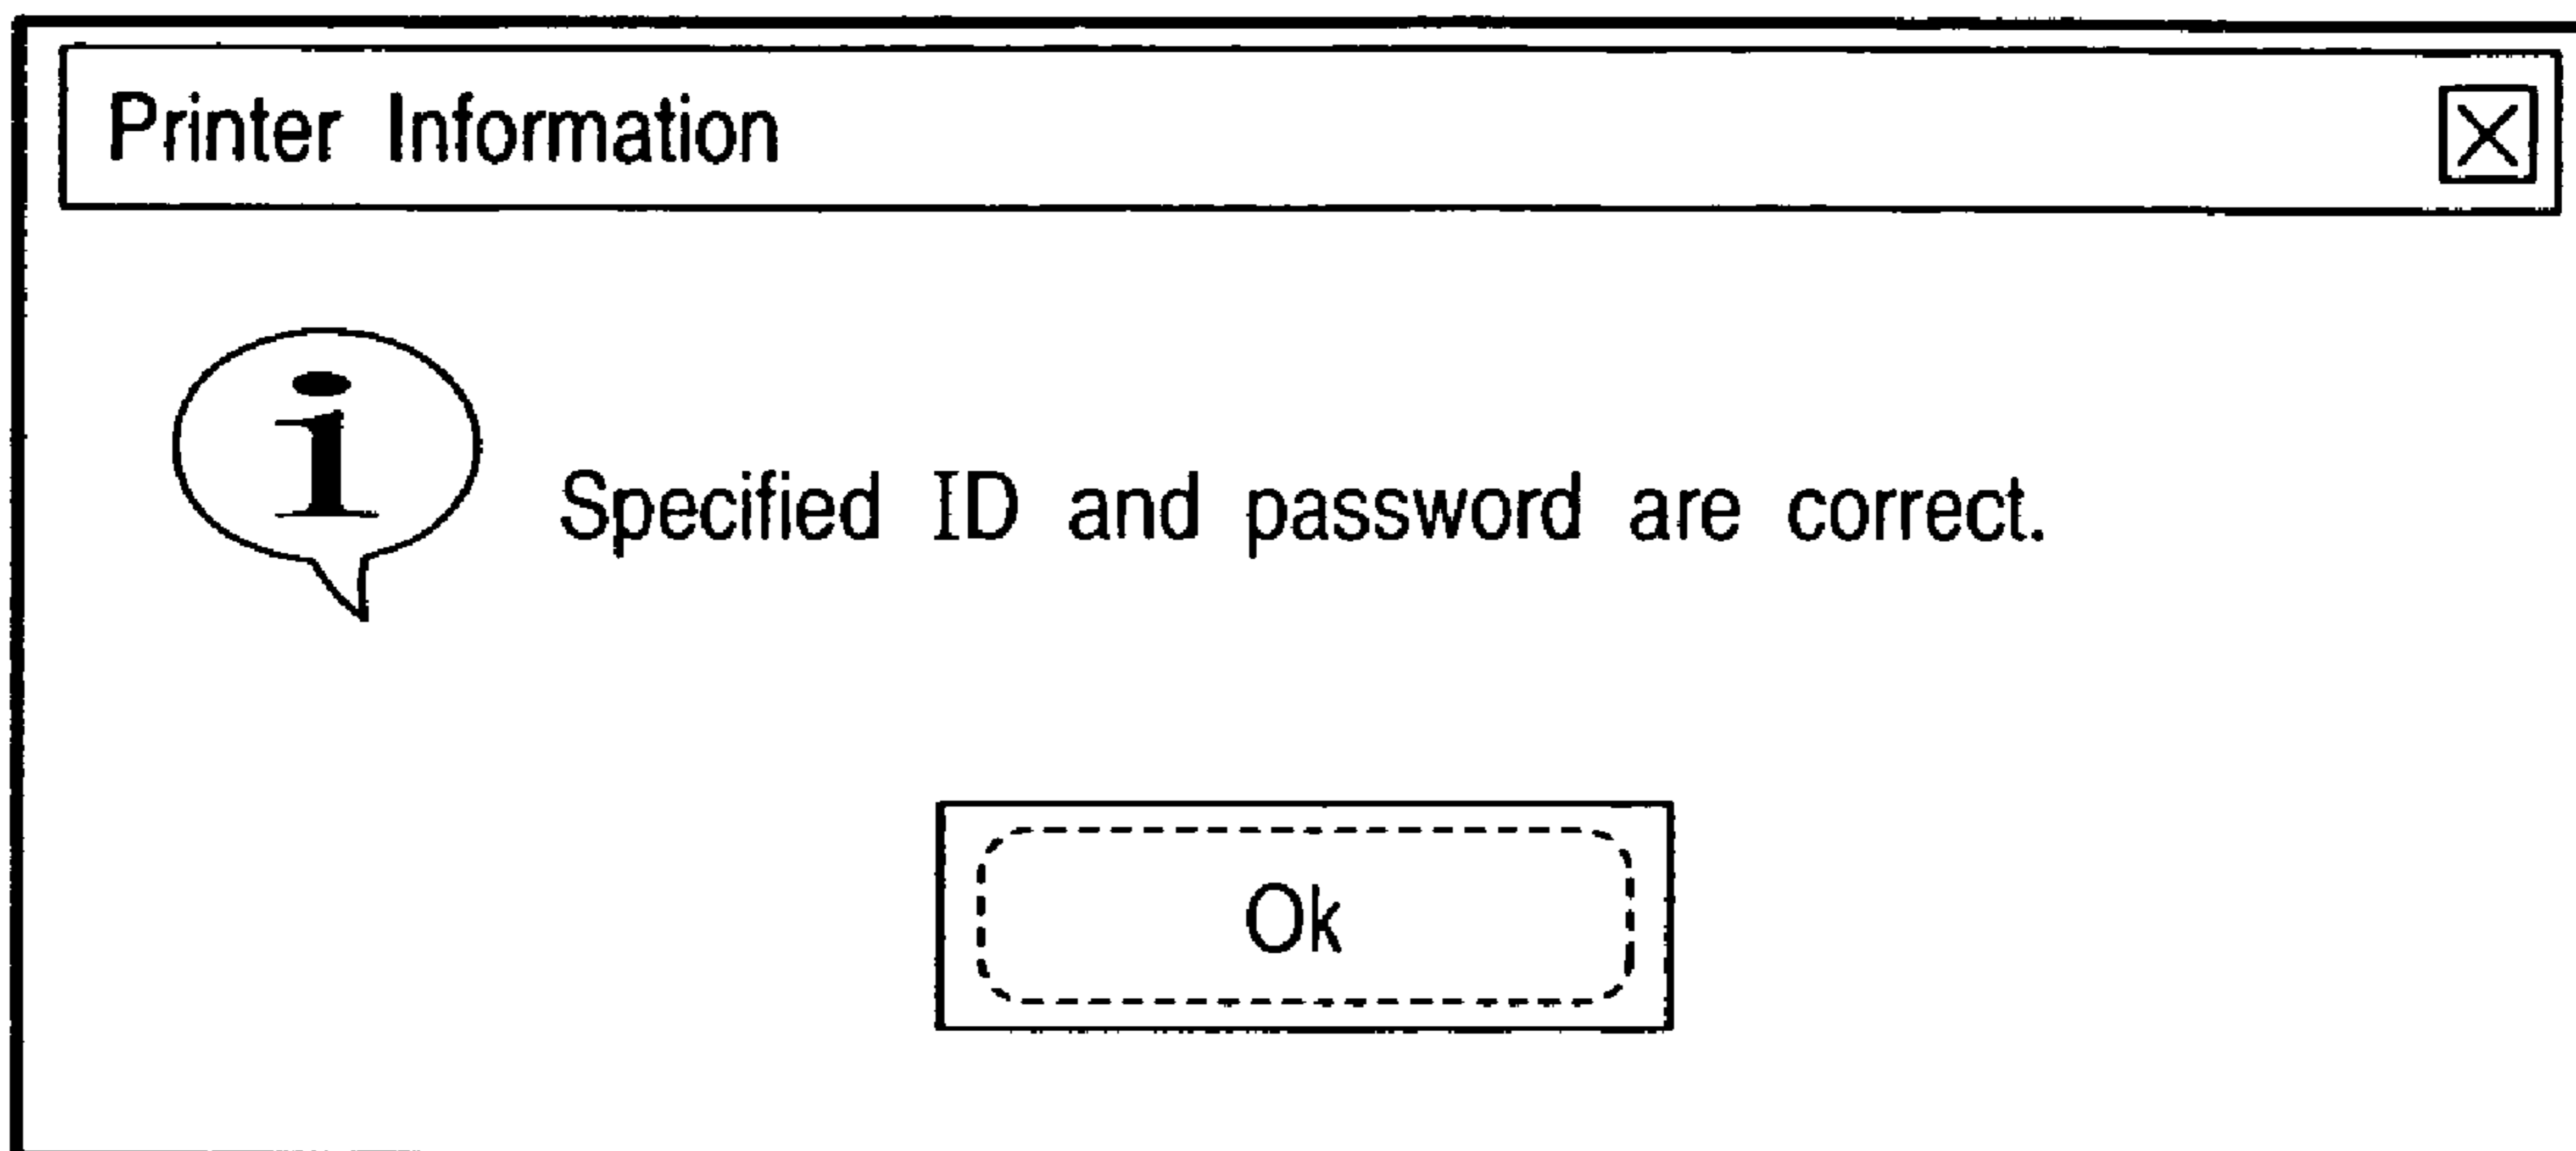 Printer Information
i
Specified ID and password are correct.
Ok